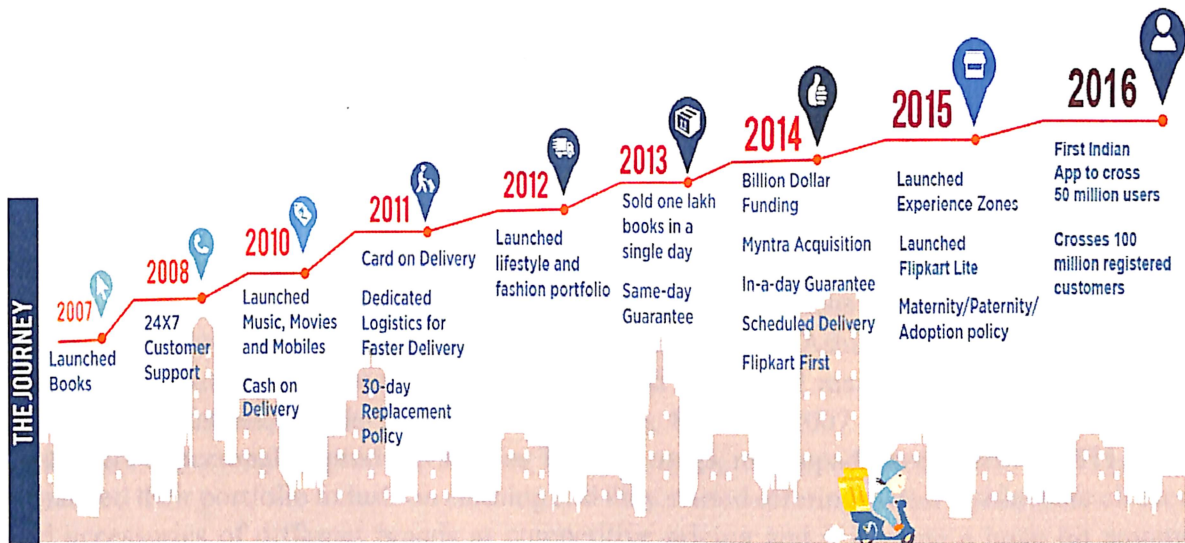 THE JOURNEY
2007
Launched
Books
2008
24X7
Customer
Support
2010
Launched
Music, Movies
and Mobiles
Cash on
Delivery
2011
Card on Delivery
Dedicated
Logistics for
Faster Delivery
30-day
Replacement
Policy
2012
Launched
lifestyle and
fashion portfolio
2013
Sold one lakh
books in a
single day
Same-day
Guarantee
2014
Billion Dollar
Funding
Myntra Acquisition
In-a-day Guarantee
Scheduled Delivery
Flipkart First
2015
Launched
Experience Zones
Launched
Flipkart Lite
Maternity/Paternity/
Adoption policy
2016
First Indian
App to cross
50 million users
Crosses 100
million registered
customers